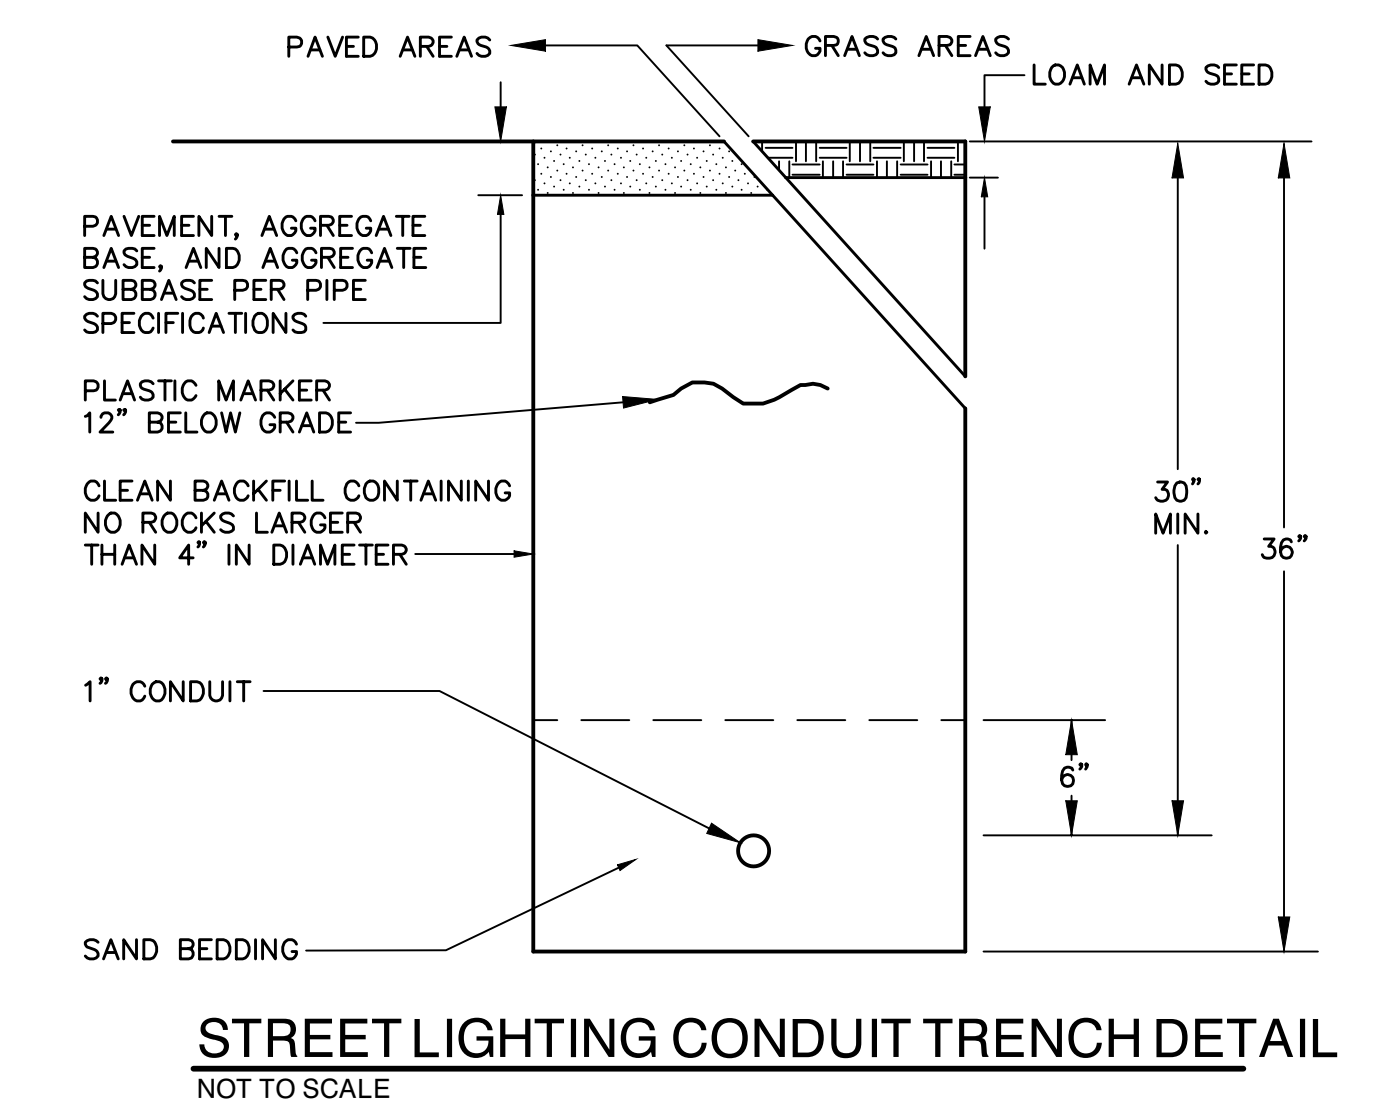 PAVED AREAS
GRASS AREAS
LOAM AND SEED
PAVEMENT, AGGREGATE
BASE, AND AGGREGATE
SUBBASE PER PIPE
SPECIFICATIONS
PLASTIC MARKER
12” BELOW GRADE
CLEAN BACKFILL CONTAINING
NO ROCKS LARGER
THAN 4” IN DIAMETER
30”
MIN.
36”
1” CONDUIT
6”
SAND BEDDING
STREET LIGHTING CONDUIT TRENCH DETAIL
NOT TO SCALE